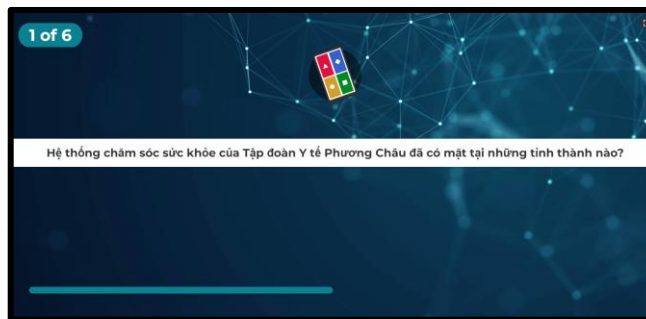 1 of 6
Hệ thống chăm sóc sức khỏe của Tập đoàn Y tế Phương Châu đã có mặt tại những tỉnh thành nào?